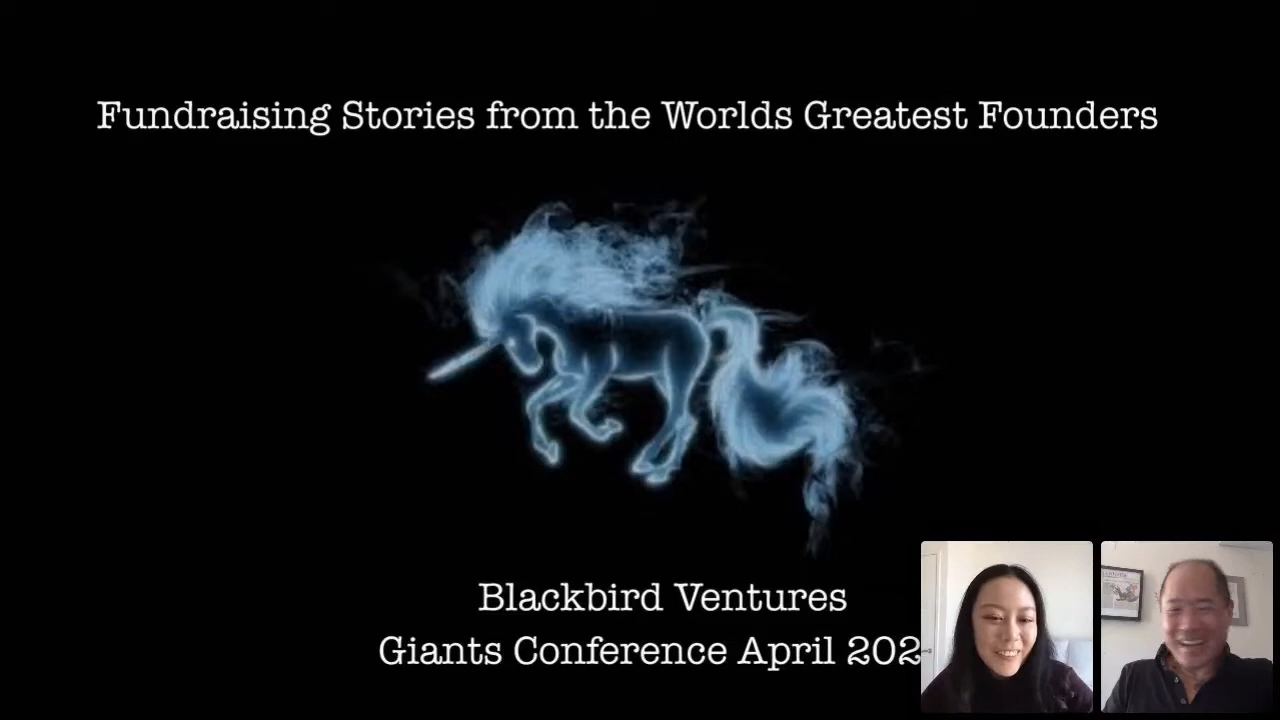 Fundraising Stories from the Worlds Greatest Founders
Blackbird Ventures
Giants Conference April 202